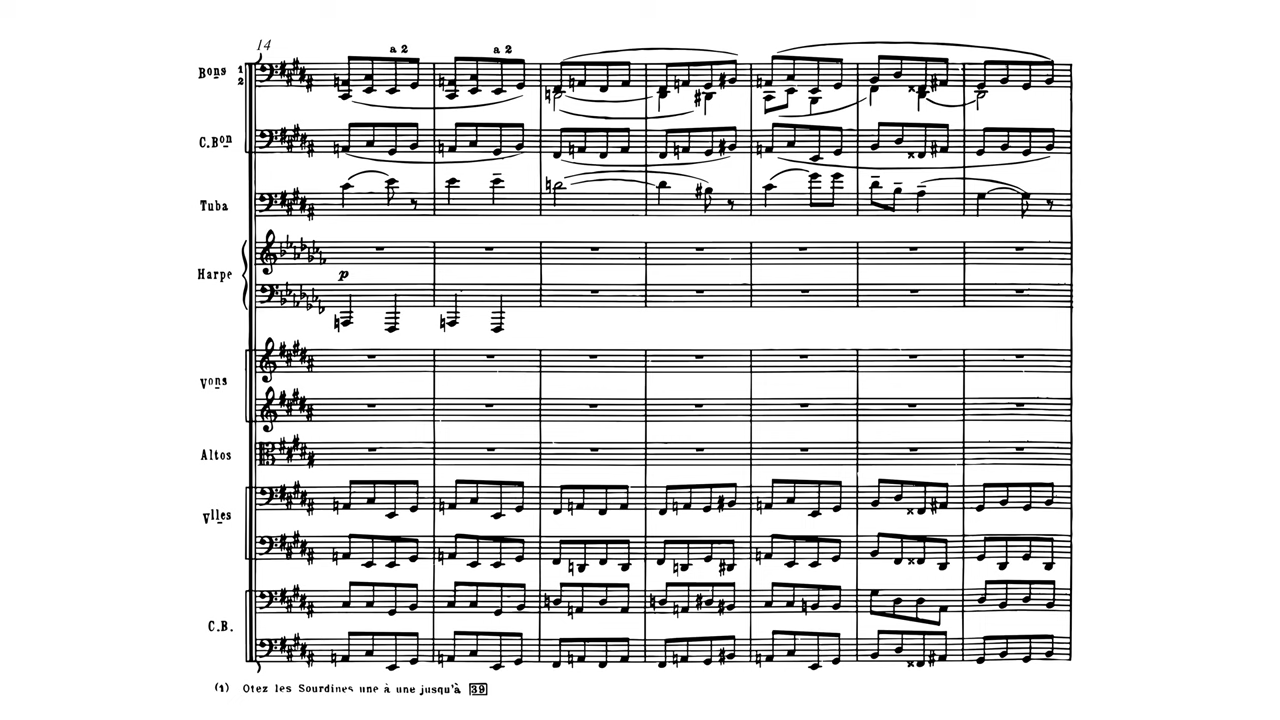 14
a 2 a 2
Bons 1
2
C.Bon
Tuba
Harpe
p
Vons
Altos
Vlles
C.B.
(1) Otez les Sourdines une à une jusqu'à 39